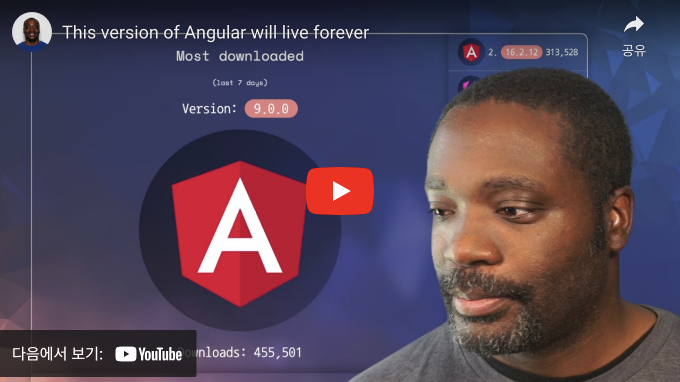 This version of Angular will live forever
공유
Most downloaded
(last 7 days)
Version: 9.0.0
2. 16.2.12 313,528
다음에서 보기: YouTube
ownloads: 455,501